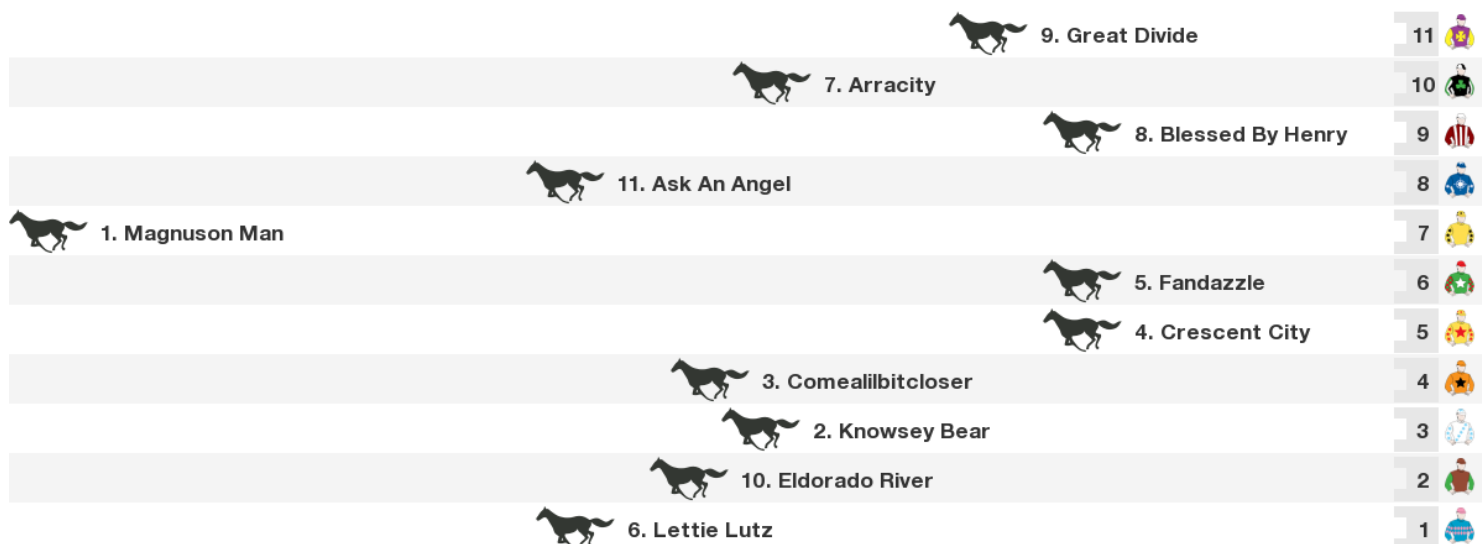 9. Great Divide 11
7. Arracity 10
8. Blessed By Henry 9
11. Ask An Angel 8
1. Magnuson Man 7
5. Fandazzle 6
4. Crescent City 5
3. Comealilbitcloser 4
2. Knowsey Bear 3
10. Eldorado River 2
6. Lettie Lutz 1